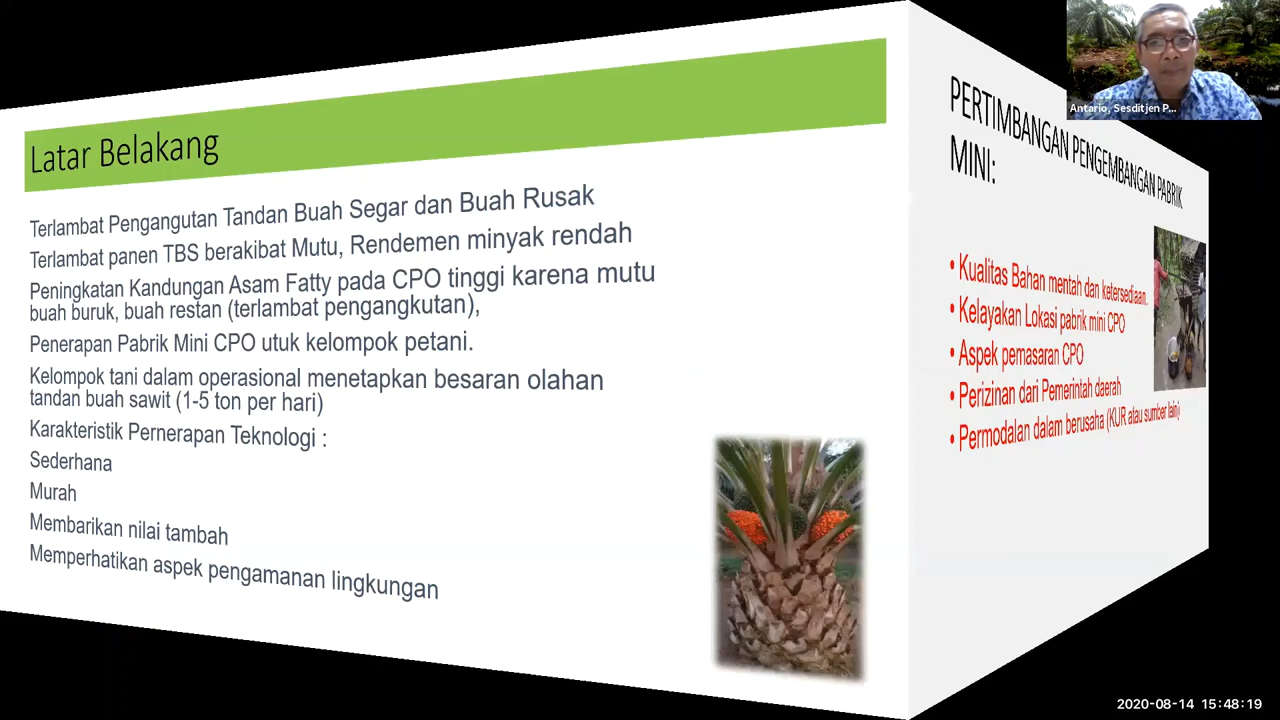 Latar Belakang
Terlambat Pengangutan Tandan Buah Segar dan Buah Rusak
Terlambat panen TBS berakibat Mutu, Rendemen minyak rendah
Peningkatan Kandungan Asam Fatty pada CPO tinggi karena mutu
buah buruk, buah restan (terlambat pengangkutan),
Penerapan Pabrik Mini CPO utuk kelompok petani.
Kelompok tani dalam operasional menetapkan besaran olahan
tandan buah sawit (1-5 ton per hari)
Karakteristik Pernerapan Teknologi :
Sederhana
Murah
Membarikan nilai tambah
Memperhatikan aspek pengamanan lingkungan
PERTIMBANGAN PENGEMBANGAN PABRIK
MINI:
• Kualitas Bahan mentah dan ketersediaan.
• Kelayakan Lokasi pabrik mini CPO
• Aspek pemasaran CPO
• Perizinan dari Pemerintah daerah
• Permodalan dalam berusaha (KUR atau sumber lain)
Antario, Sesditjen P...
2020-08-14 15:48:19